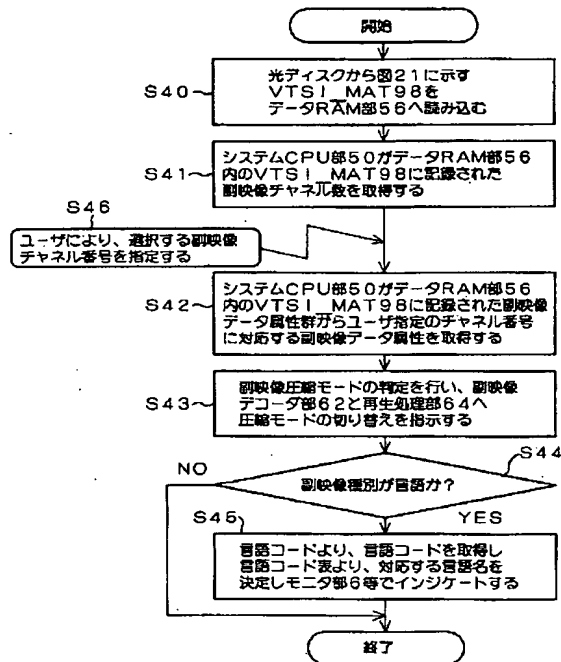 開始
S40
光ディスクから図21に示す
VTSI_MAT98を
データRAM部56へ読み込む
S41
システムCPU部50がデータRAM部56
内のVTSI_MAT98に記録された
副映像チャネル数を取得する
S46
ユーザにより、選択する副映像
チャネル番号を指定する
S42
システムCPU部50がデータRAM部56
内のVTSI_MAT98に記録された副映像
データ属性群からユーザ指定のチャネル番号
に対応する副映像データ属性を取得する
S43
副映像圧縮モードの判定を行い、副映像
デコーダ部62と再生処理部64へ
圧縮モードの切り替えを指示する
S44
副映像種別が言語か?
NO
YES
S45
言語コードより、言語コードを取得し
言語コード表より、対応する言語名を
決定しモニタ部6等でインジケートする
終了